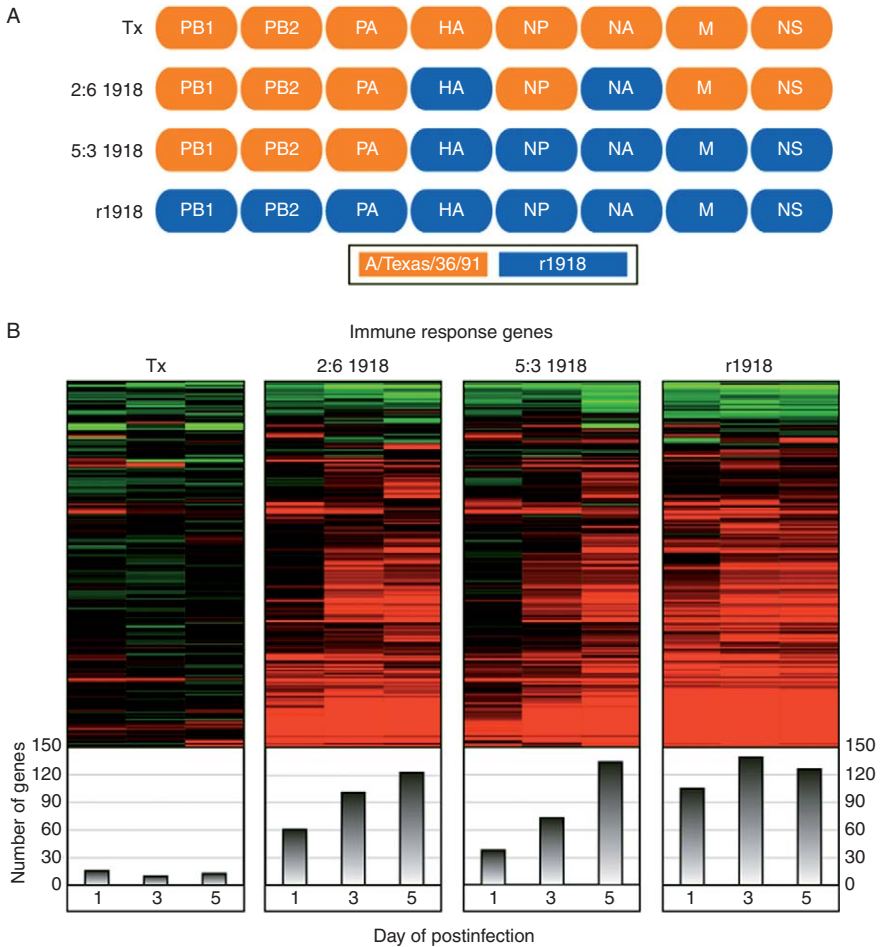 A
Tx PB1 PB2 PA HA NP NA M NS
2:6 1918 PB1 PB2 PA HA NP NA M NS
5:3 1918 PB1 PB2 PA HA NP NA M NS
r1918 PB1 PB2 PA HA NP NA M NS
A/Texas/36/91 r1918
B
Immune response genes
Tx 2:6 1918 5:3 1918 r1918
Number of genes
150 150
120 120
90 90
60 60
30 30
0 0
1 3 5 1 3 5 1 3 5 1 3 5
Day of postinfection